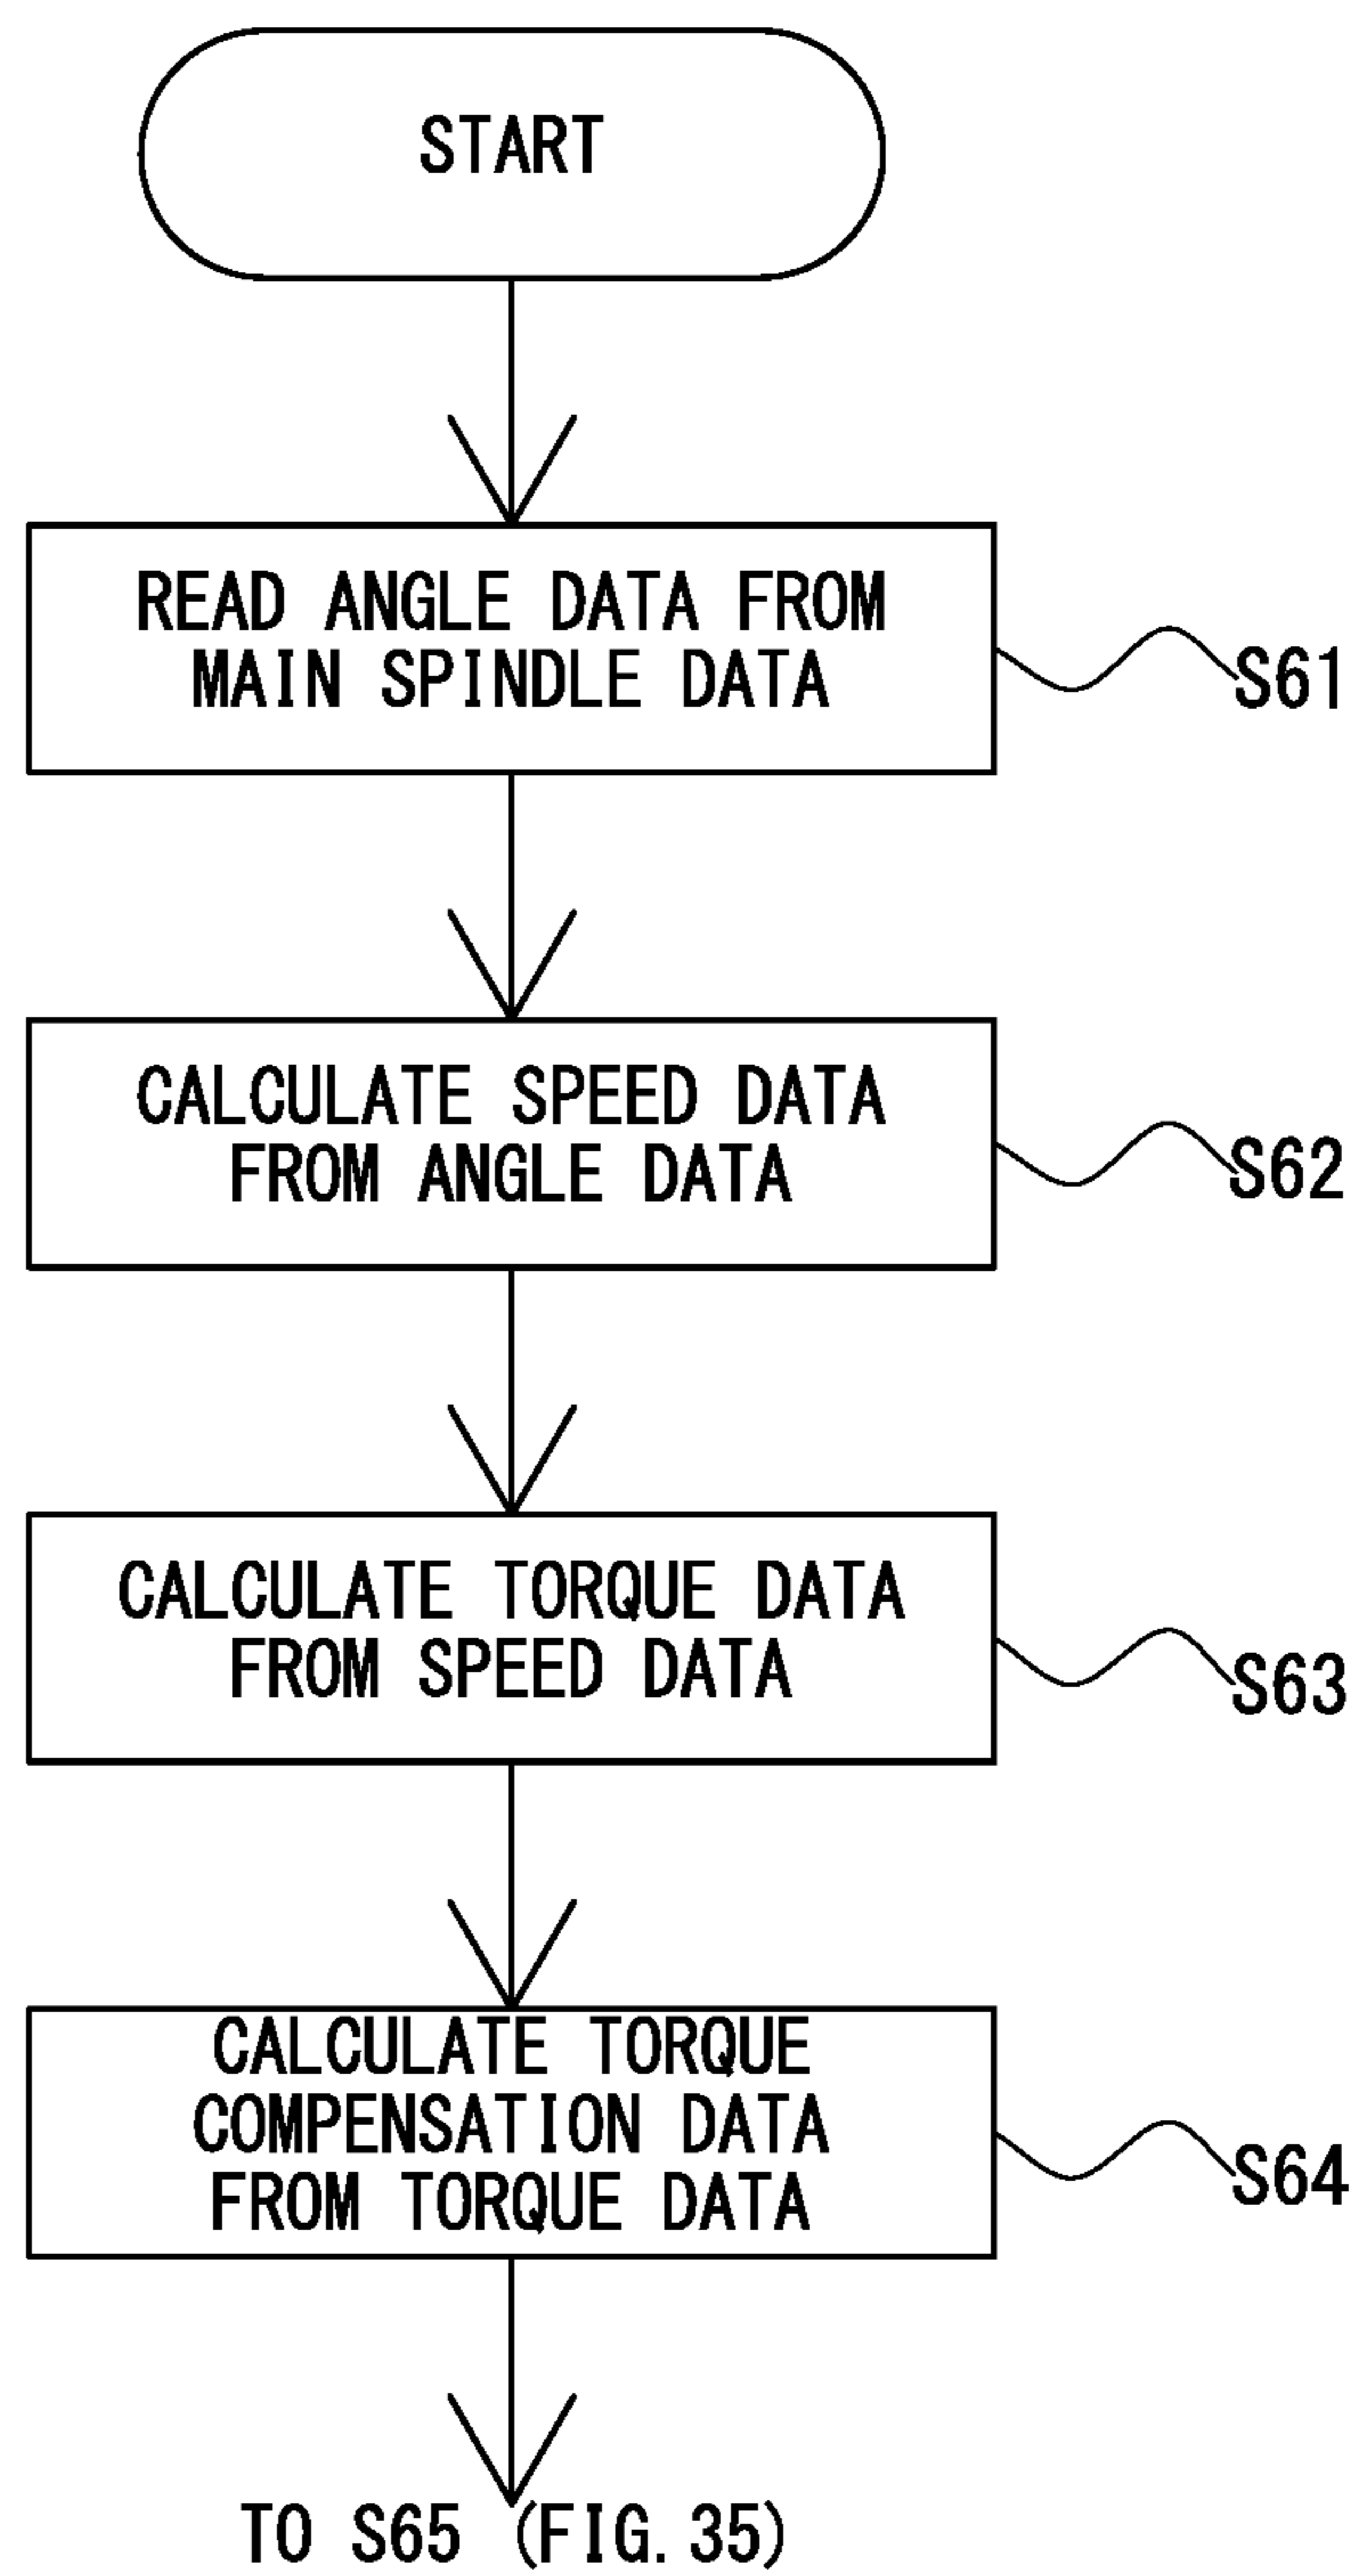 START
READ ANGLE DATA FROM
MAIN SPINDLE DATA
S61
CALCULATE SPEED DATA
FROM ANGLE DATA
S62
CALCULATE TORQUE DATA
FROM SPEED DATA
S63
CALCULATE TORQUE
COMPENSATION DATA
FROM TORQUE DATA
S64
TO S65 (FIG. 35)